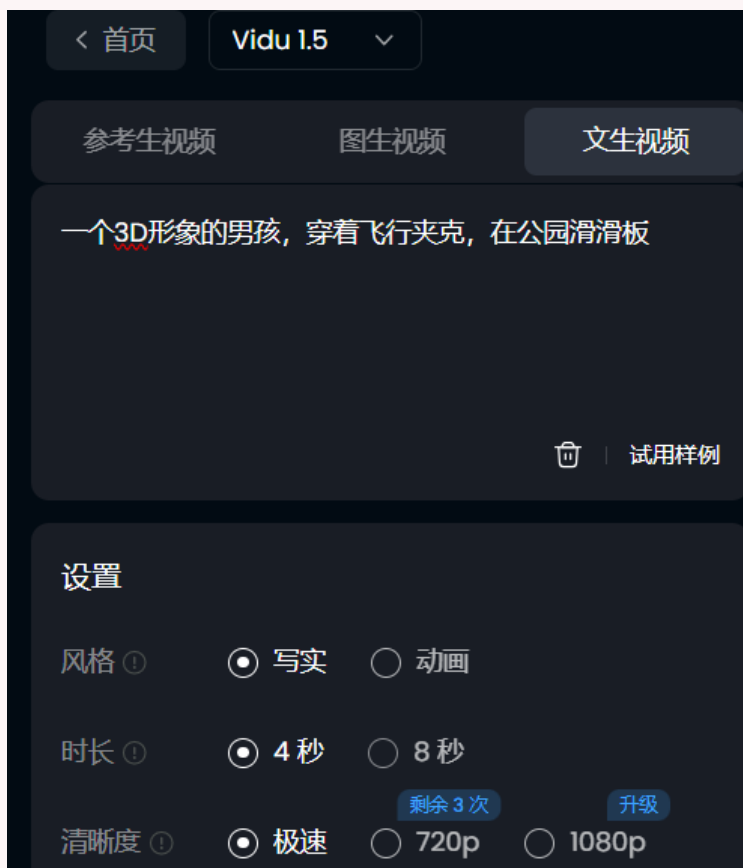 首页 Vidu 1.5
参考生视频 图生视频 文生视频
一个3D形象的男孩，穿着飞行夹克，在公园滑滑板
试用样例
设置
风格 写实 动画
时长 4 秒 8 秒
剩余 3 次 升级
清晰度 极速 720p 1080p